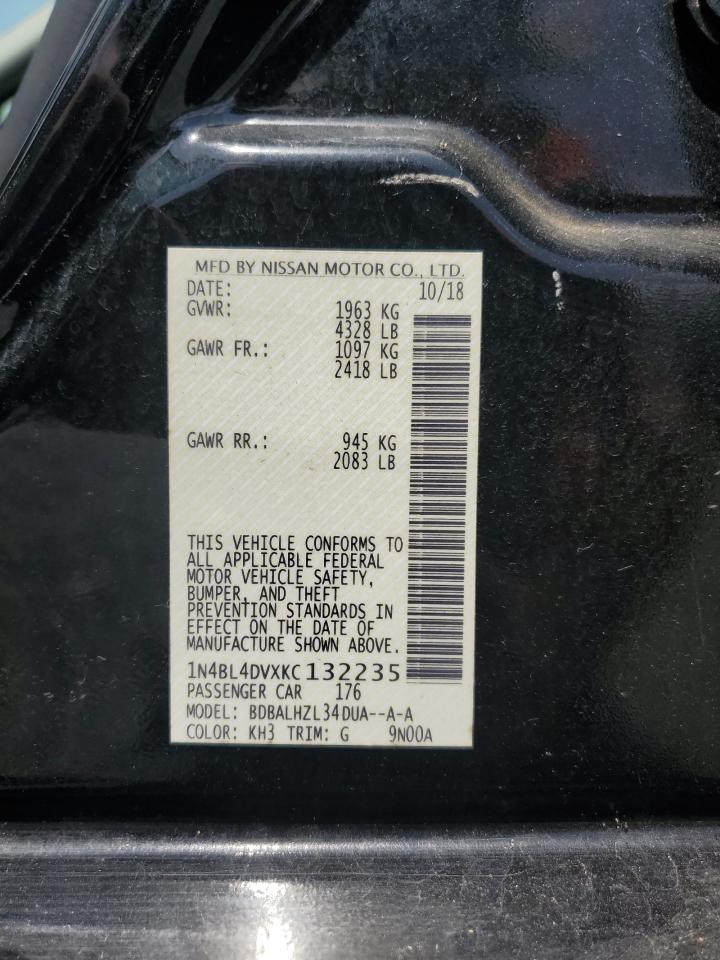 MFD BY NISSAN MOTOR CO., LTD.
DATE: 10/18
GVWR: 1963 KG
4328 LB
GAWR FR.: 1097 KG
2418 LB
GAWR RR.: 945 KG
2083 LB
THIS VEHICLE CONFORMS TO
ALL APPLICABLE FEDERAL
MOTOR VEHICLE SAFETY,
BUMPER, AND THEFT
PREVENTION STANDARDS IN
EFFECT ON THE DATE OF
MANUFACTURE SHOWN ABOVE.
1N4BL4DVXKC132235
PASSENGER CAR 176
MODEL: BDBALHZL34DUA--A-A
COLOR: KH3 TRIM: G 9N00A